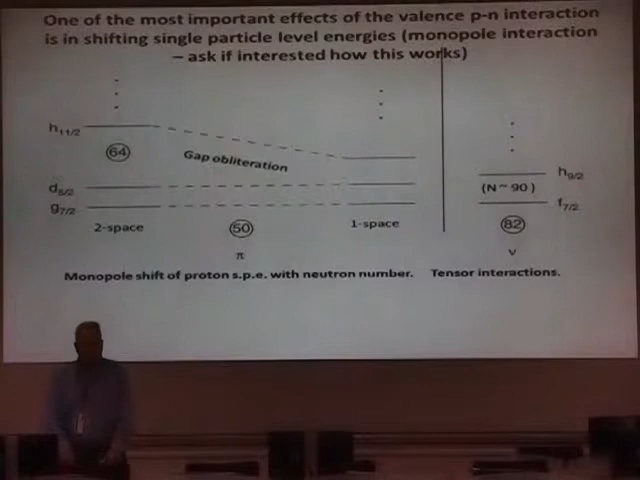 One of the most important effects of the valence p-n interaction
is in shifting single particle level energies (monopole interaction
– ask if interested how this works)
h11/2
64
Gap obliteration
h9/2
(N ~ 90 )
d5/2
g7/2
f7/2
2-space
50
1-space
82
π
ν
Monopole shift of proton s.p.e. with neutron number. Tensor interactions.